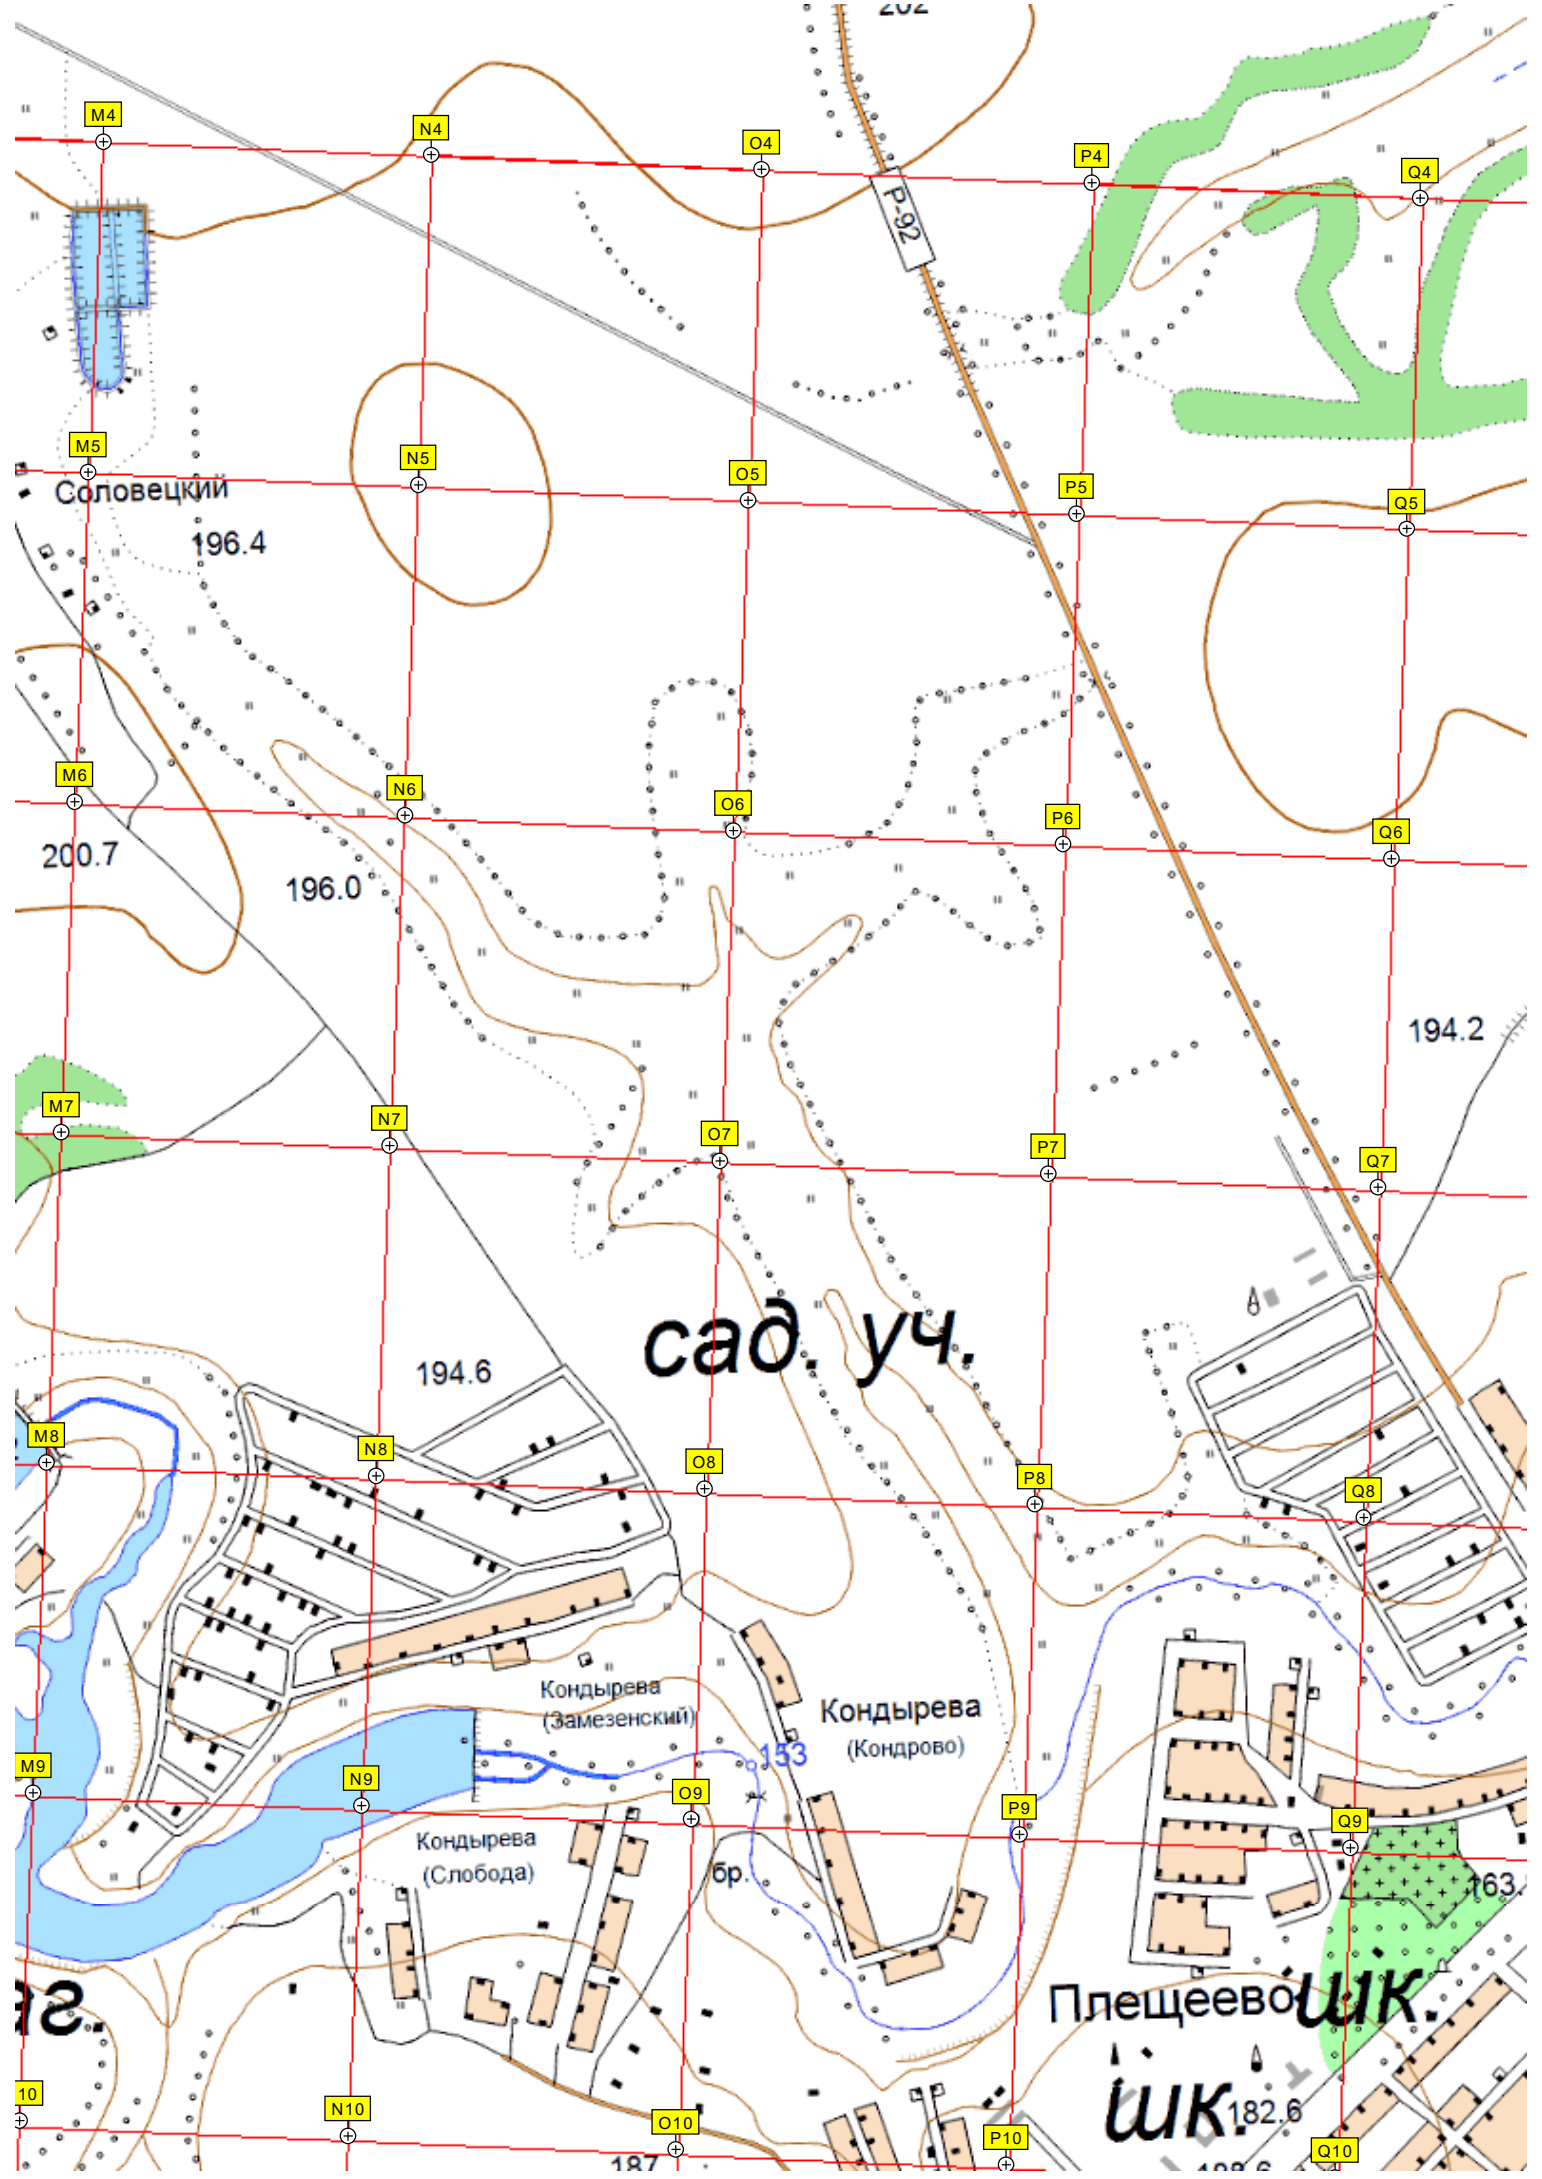 202
M4
N4
O4
P4
Q4
P-92
M5
N5
O5
P5
Q5
Соловецкий
196.4
M6
N6
O6
P6
Q6
200.7
196.0
194.2
M7
N7
O7
P7
Q7
сад. уч.
194.6
M8
N8
O8
P8
Q8
Кондырева
(Замезенский)
Кондырева
(Кондрово)
153
M9
N9
O9
P9
Q9
Кондырева
(Слобода)
бр.
163.
Плещеево
шк.
аг.
шк.
182.6
10
N10
O10
P10
Q10
187